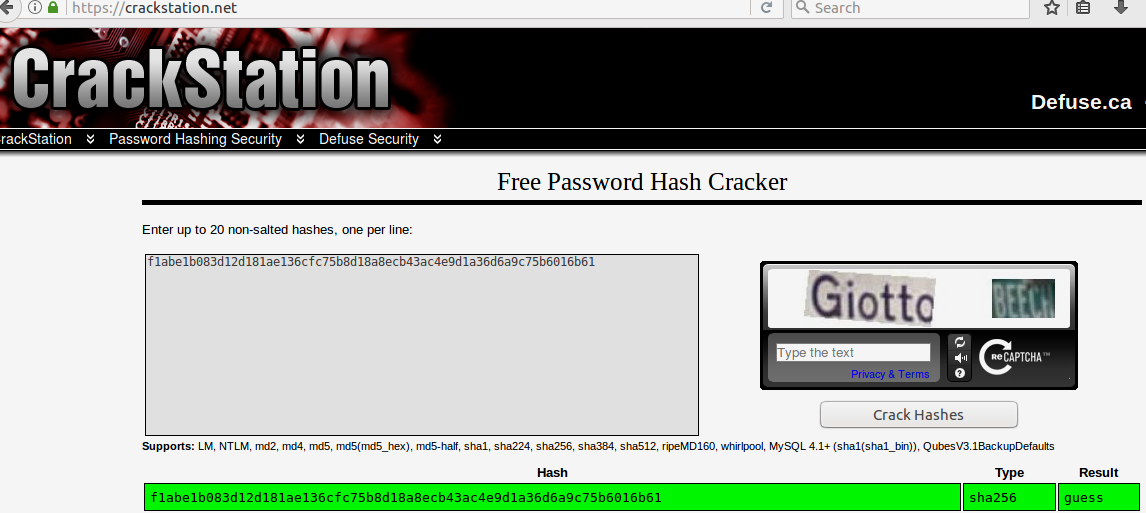 https://crackstation.net
Search
CrackStation
Defuse.ca
rackStation
Password Hashing Security
Defuse Security
Free Password Hash Cracker
Enter up to 20 non-salted hashes, one per line:
f1abe1b083d12d181ae136cfc75b8d18a8ecb43ac4e9d1a36d6a9c75b6016b61
Giotto BEECH
Type the text
Privacy & Terms
reCAPTCHA™
Crack Hashes
Supports: LM, NTLM, md2, md4, md5, md5(md5_hex), md5-half, sha1, sha224, sha256, sha384, sha512, ripeMD160, whirlpool, MySQL 4.1+ (sha1(sha1_bin)), QubesV3.1BackupDefaults
Hash Type Result
f1abe1b083d12d181ae136cfc75b8d18a8ecb43ac4e9d1a36d6a9c75b6016b61 sha256 guess